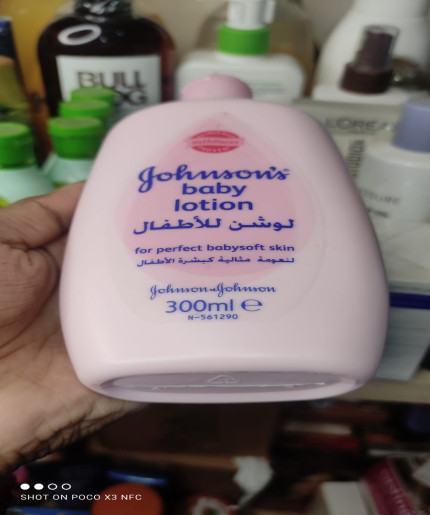 BULL
Johnson's
baby
lotion
لوشن للأطفال
for perfect babysoft skin
لنعومة مثالية كبشرة الأطفال
Johnson & Johnson
300ml e
N-561290
SHOT ON POCO X3 NFC